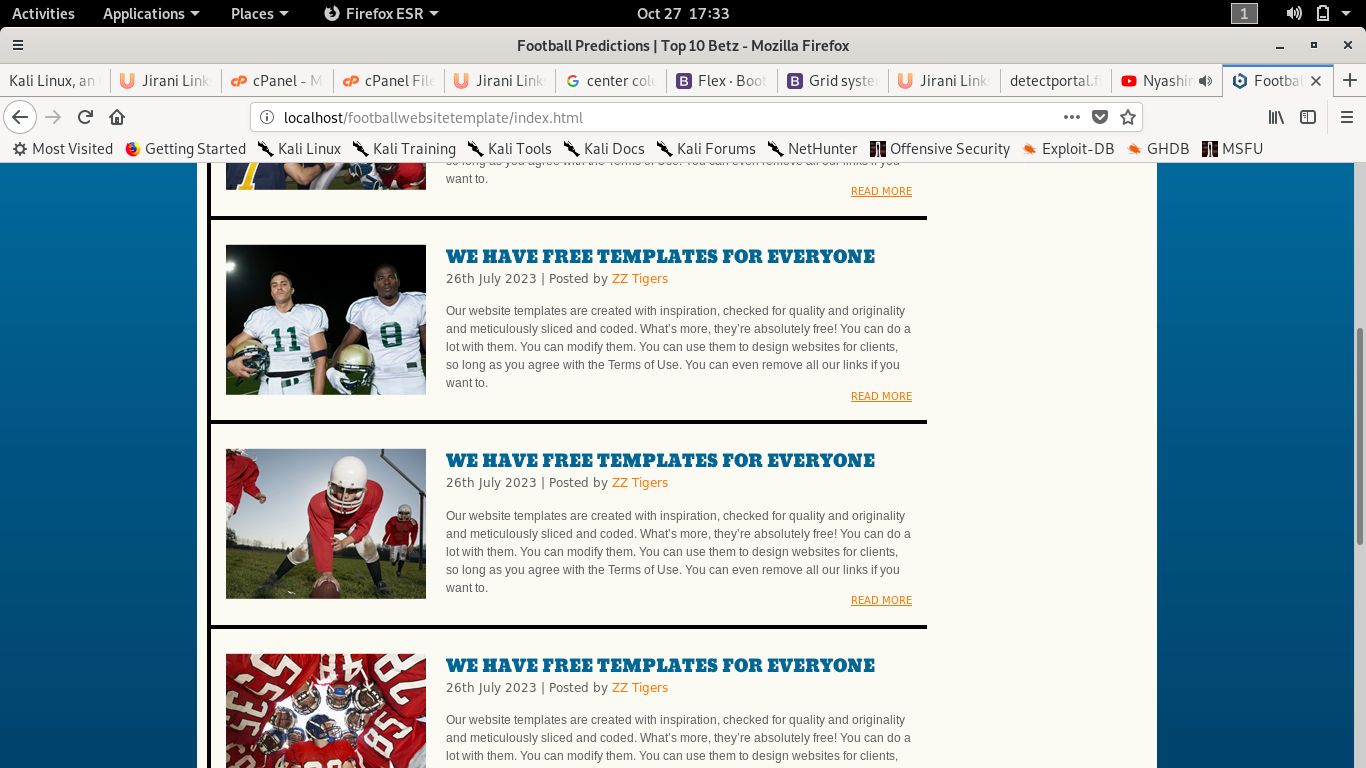 Activities Applications Places Firefox ESR Oct 27 17:33 1
Football Predictions | Top 10 Betz - Mozilla Firefox
Kali Linux, an Jirani Link cPanel - M cPanel File Jirani Link center col Flex · Boot Grid syste Jirani Link detectportal.f Nyashin Footbal
localhost/footballwebsitetemplate/index.html
Most Visited Getting Started Kali Linux Kali Training Kali Tools Kali Docs Kali Forums NetHunter Offensive Security Exploit-DB GHDB MSFU
so long as you agree with the Terms of Use. You can even remove all our links if you
want to.
READ MORE
WE HAVE FREE TEMPLATES FOR EVERYONE
26th July 2023 | Posted by ZZ Tigers
Our website templates are created with inspiration, checked for quality and originality
and meticulously sliced and coded. What's more, they're absolutely free! You can do a
lot with them. You can modify them. You can use them to design websites for clients,
so long as you agree with the Terms of Use. You can even remove all our links if you
want to.
READ MORE
11
8
WE HAVE FREE TEMPLATES FOR EVERYONE
26th July 2023 | Posted by ZZ Tigers
Our website templates are created with inspiration, checked for quality and originality
and meticulously sliced and coded. What's more, they're absolutely free! You can do a
lot with them. You can modify them. You can use them to design websites for clients,
so long as you agree with the Terms of Use. You can even remove all our links if you
want to.
READ MORE
WE HAVE FREE TEMPLATES FOR EVERYONE
26th July 2023 | Posted by ZZ Tigers
Our website templates are created with inspiration, checked for quality and originality
and meticulously sliced and coded. What's more, they're absolutely free! You can do a
lot with them. You can modify them. You can use them to design websites for clients,
85